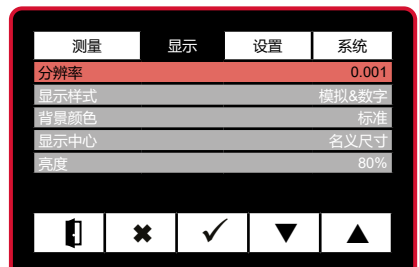 测量 显示 设置 系统
分辨率 0.001
显示样式 模拟&数字
背景颜色 标准
显示中心 名义尺寸
亮度 80%